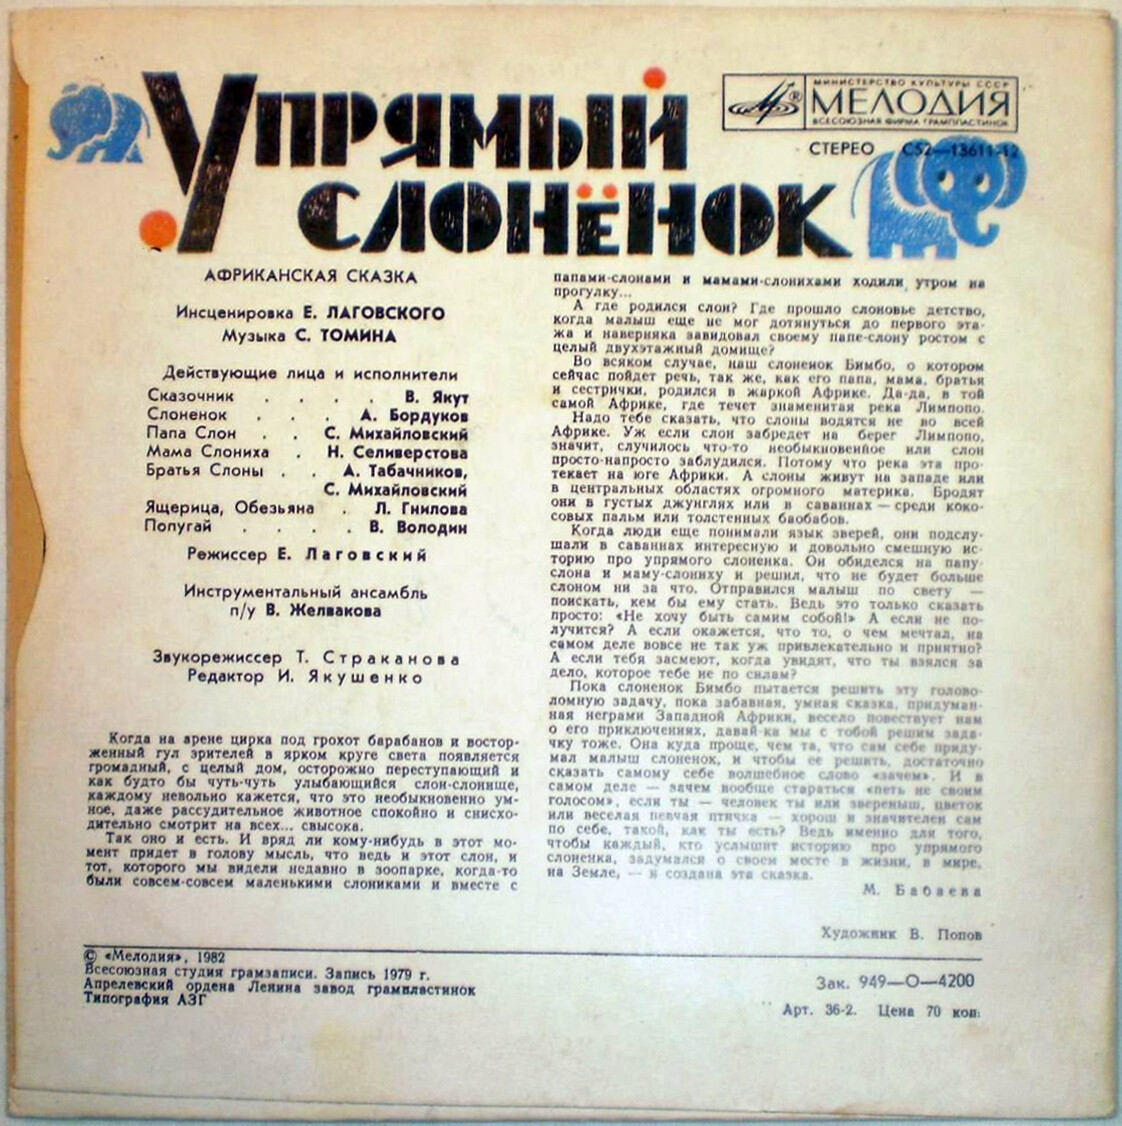 Упрямый
слонёнок
МИНИСТЕРСТВО КУЛЬТУРЫ СССР
МЕЛОДИЯ
ВСЕСОЮЗНАЯ ФИРМА ГРАМПЛАСТИНОК
СТЕРЕО С52—13611-12
АФРИКАНСКАЯ СКАЗКА
Инсценировка Е. ЛАГОВСКОГО
Музыка С. ТОМИНА
Действующие лица и исполнители
Сказочник . . . . В. Якут
Слоненок . . . А. Бордуков
Папа Слон . . С. Михайловский
Мама Слониха . Н. Селиверстова
Братья Слоны . . А. Табачников,
С. Михайловский
Ящерица, Обезьяна . Л. Гнилова
Попугай . . . . В. Володин
Режиссер Е. Лаговский
Инструментальный ансамбль
п/у В. Желвакова
Звукорежиссер Т. Страканова
Редактор И. Якушенко
Когда на арене цирка под грохот барабанов и востор-
женный гул зрителей в ярком круге света появляется
громадный, с целый дом, осторожно переступающий и
как будто бы чуть-чуть улыбающийся слон-слонище,
каждому невольно кажется, что это необыкновенно ум-
ное, даже рассудительное животное спокойно и снисхо-
дительно смотрит на всех... свысока.
Так оно и есть. И вряд ли кому-нибудь в этот мо-
мент придет в голову мысль, что ведь и этот слон, и
тот, которого мы видели недавно в зоопарке, когда-то
были совсем-совсем маленькими слониками и вместе с
папами-слонами и мамами-слонихами ходили утром на
прогулку...
А где родился слон? Где прошло слоновье детство,
когда малыш еще не мог дотянуться до первого эта-
жа и наверняка завидовал своему папе-слону ростом с
целый двухэтажный домище?
Во всяком случае, наш слоненок Бимбо, о котором
сейчас пойдет речь, так же, как его папа, мама, братья
и сестрички, родился в жаркой Африке. Да-да, в той
самой Африке, где течет знаменитая река Лимпопо.
Надо тебе сказать, что слоны водятся не во всей
Африке. Уж если слон забредет на берег Лимпопо,
значит, случилось что-то необыкновенное или слон
просто-напросто заблудился. Потому что река эта про-
текает на юге Африки. А слоны живут на западе или
в центральных областях огромного материка. Бродят
они в густых джунглях или в саваннах — среди коко-
совых пальм или толстенных баобабов.
Когда люди еще понимали язык зверей, они подслу-
шали в саваннах интересную и довольно смешную ис-
торию про упрямого слоненка. Он обиделся на папу-
слона и маму-слониху и решил, что не будет больше
слоном ни за что. Отправился малыш по свету —
поискать, кем бы ему стать. Ведь это только сказать
просто: «Не хочу быть самим собой!» А если не по-
лучится? А если окажется, что то, о чем мечтал, на
самом деле вовсе не так уж привлекательно и приятно?
А если тебя засмеют, когда увидят, что ты взялся за
дело, которое тебе не по силам?
Пока слоненок Бимбо пытается решить эту голово-
ломную задачу, пока забавная, умная сказка, придуман-
ная неграми Западной Африки, весело повествует нам
о его приключениях, давай-ка мы с тобой решим зада-
чку тоже. Она куда проще, чем та, что сам себе приду-
мал малыш слоненок, и чтобы ее решить, достаточно
сказать самому себе волшебное слово «зачем». И в
самом деле — зачем вообще стараться «петь не своим
голосом», если ты — человек ты или звереныш, цветок
или веселая певчая птичка — хорош и значителен сам
по себе, такой, как ты есть? Ведь именно для того,
чтобы каждый, кто услышит историю про упрямого
слоненка, задумался о своем месте в жизни, в мире,
на Земле, — и создана эта сказка.
М. Бабаева
Художник В. Попов
© «Мелодия», 1982
Всесоюзная студия грамзаписи. Запись 1979 г.
Апрелевский ордена Ленина завод грампластинок
Типография АЗГ
Зак. 949—О—4200
Арт. 36-2. Цена 70 коп.